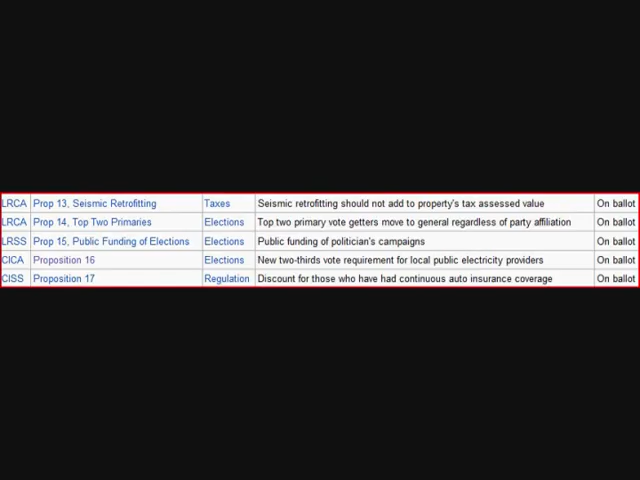 LRCA Prop 13, Seismic Retrofitting Taxes Seismic retrofitting should not add to property's tax assessed value On ballot
LRCA Prop 14, Top Two Primaries Elections Top two primary vote getters move to general regardless of party affiliation On ballot
LRSS Prop 15, Public Funding of Elections Elections Public funding of politician's campaigns On ballot
CICA Proposition 16 Elections New two-thirds vote requirement for local public electricity providers On ballot
CISS Proposition 17 Regulation Discount for those who have had continuous auto insurance coverage On ballot